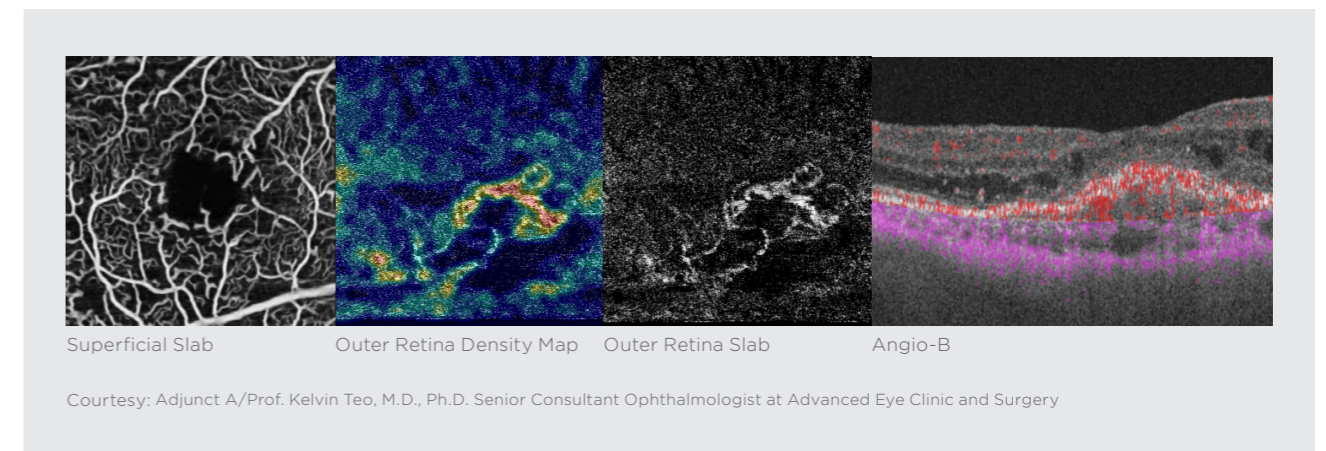 Superficial Slab
Outer Retina Density Map
Outer Retina Slab
Angio-B
Courtesy: Adjunct A/Prof. Kelvin Teo, M.D., Ph.D. Senior Consultant Ophthalmologist at Advanced Eye Clinic and Surgery